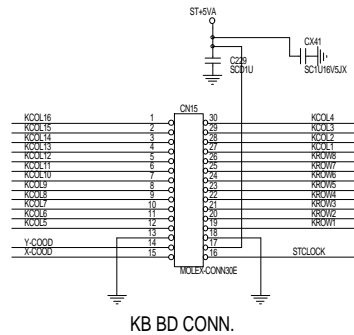 ST+5VA
CX41
C229
SCD1U
SC1U16V5JX
CN15
KCOL16 1 30 KCOL4
KCOL15 2 29 KCOL3
KCOL14 3 28 KCOL2
KCOL13 4 27 KCOL1
KCOL12 5 26 KROW8
KCOL11 6 25 KROW7
KCOL10 7 24 KROW6
KCOL9 8 23 KROW5
KCOL8 9 22 KROW4
KCOL7 10 21 KROW3
KCOL6 11 20 KROW2
KCOL5 12 19 KROW1
13 18
Y-COOD 14 17
X-COOD 15 16 STCLOCK
MOLEX-CONN30E
KB BD CONN.